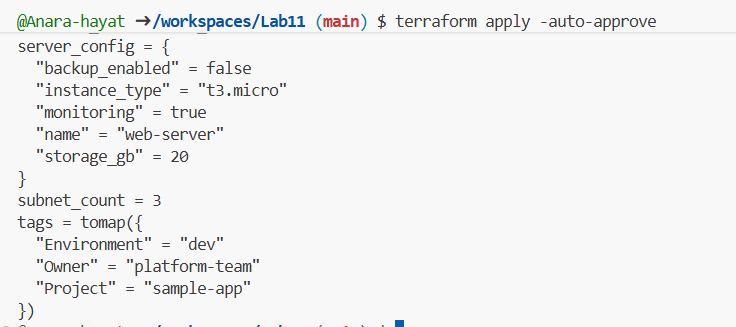 @Anara-hayat ➜/workspaces/Lab11 (main) $ terraform apply -auto-approve
server_config = {
  "backup_enabled" = false
  "instance_type" = "t3.micro"
  "monitoring" = true
  "name" = "web-server"
  "storage_gb" = 20
}
subnet_count = 3
tags = tomap({
  "Environment" = "dev"
  "Owner" = "platform-team"
  "Project" = "sample-app"
})